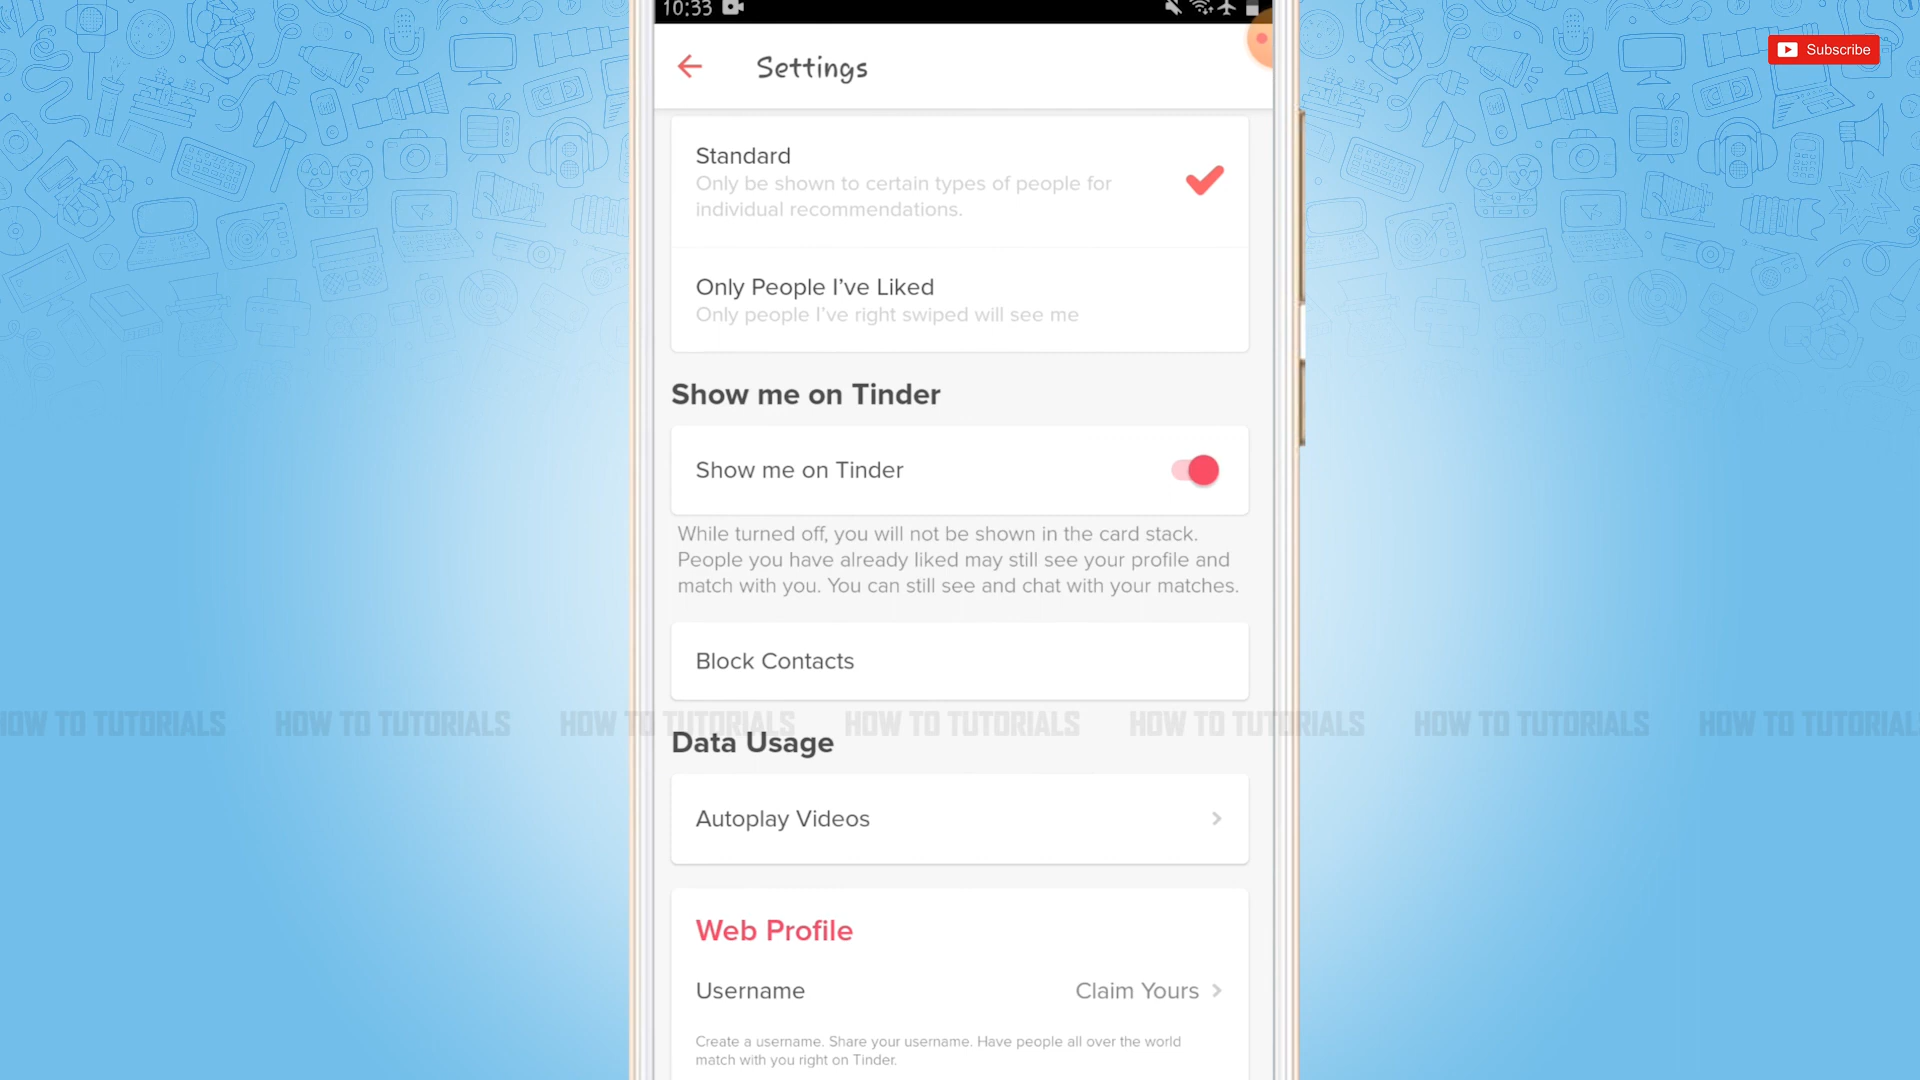 10:33
Subscribe
Settings
Standard
Only be shown to certain types of people for
individual recommendations.
Only People I've Liked
Only people I've right swiped will see me
Show me on Tinder
Show me on Tinder
While turned off, you will not be shown in the card stack.
People you have already liked may still see your profile and
match with you. You can still see and chat with your matches.
Block Contacts
HOW TO TUTORIALS HOW TO TUTORIALS HOW TO TUTORIALS HOW TO TUTORIALS HOW TO TUTORIALS HOW TO TUTORIALS HOW TO TUTORIAL
Data Usage
Autoplay Videos
Web Profile
Username Claim Yours
Create a username. Share your username. Have people all over the world
match with you right on Tinder.